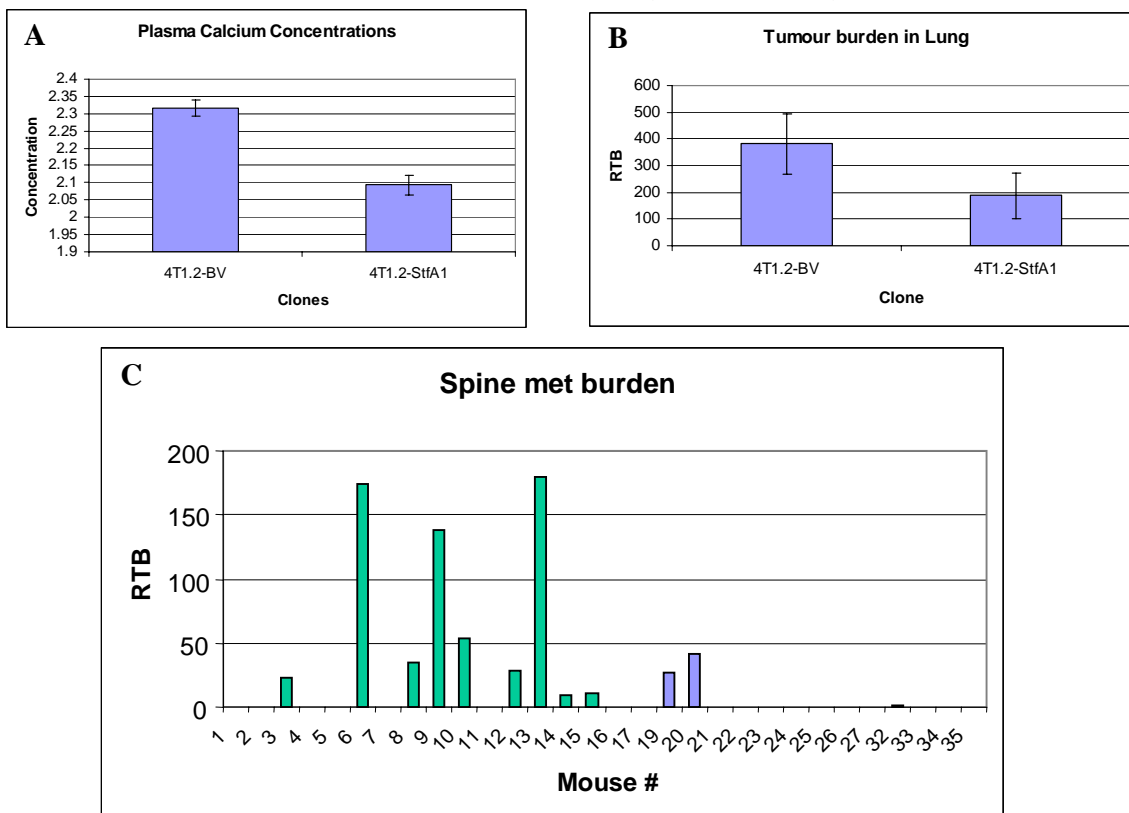 A
Plasma Calcium Concentrations
2.4
2.35
2.3
2.25
2.2
2.15
2.1
2.05
2
1.95
1.9
Concentration
4T1.2-BV 4T1.2-StfA1
Clones
B
Tumour burden in Lung
600
500
400
300
200
100
0
RTB
4T1.2-BV 4T1.2-StfA1
Clone
C
Spine met burden
200
150
100
50
0
RTB
1 2 3 4 5 6 7 8 9 10 11 12 13 14 15 16 17 19 20 21 22 23 24 25 26 27 32 33 34 35
Mouse #